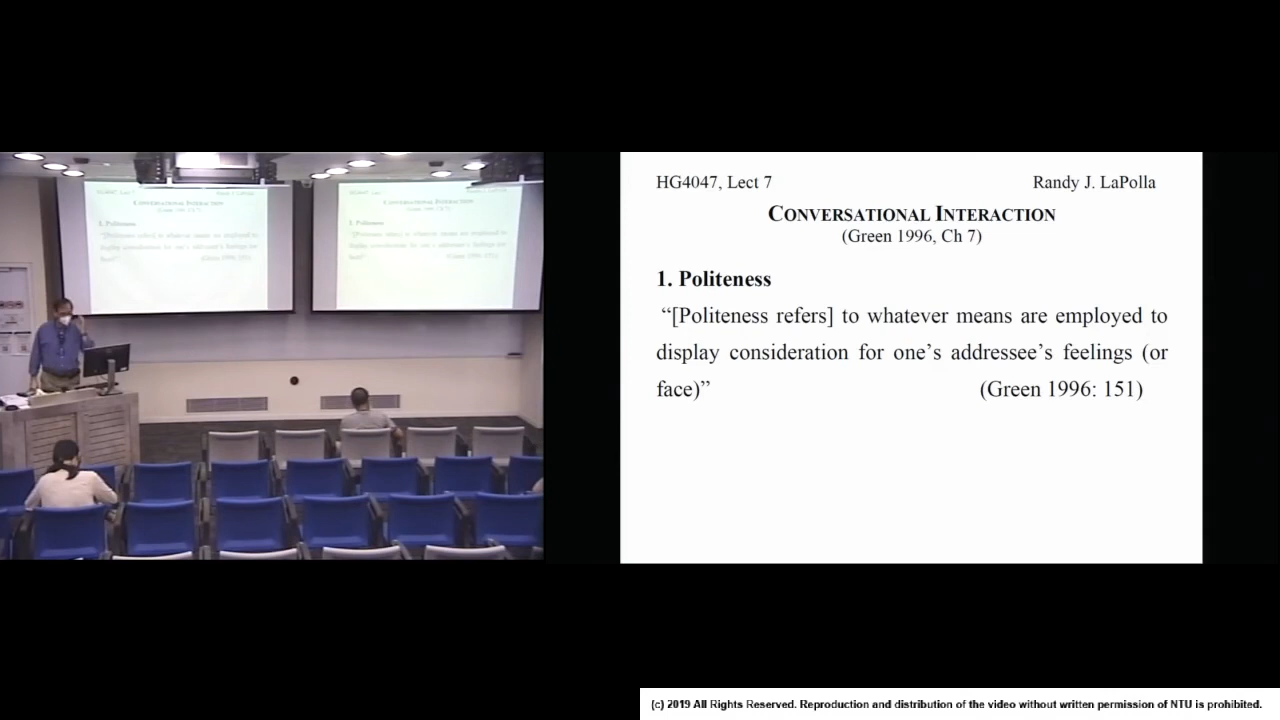 HG4047, Lect 7 Randy J. LaPolla
CONVERSATIONAL INTERACTION
(Green 1996, Ch 7)
1. Politeness
“[Politeness refers] to whatever means are employed to
display consideration for one’s addressee’s feelings (or
face)” (Green 1996: 151)
(c) 2019 All Rights Reserved. Reproduction and distribution of the video without written permission of NTU is prohibited.